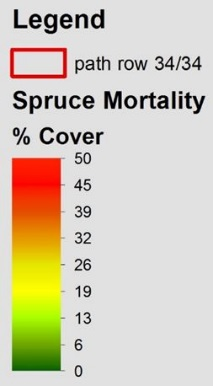 Legend
path row 34/34
Spruce Mortality
% Cover
50
45
39
32
26
19
13
6
0